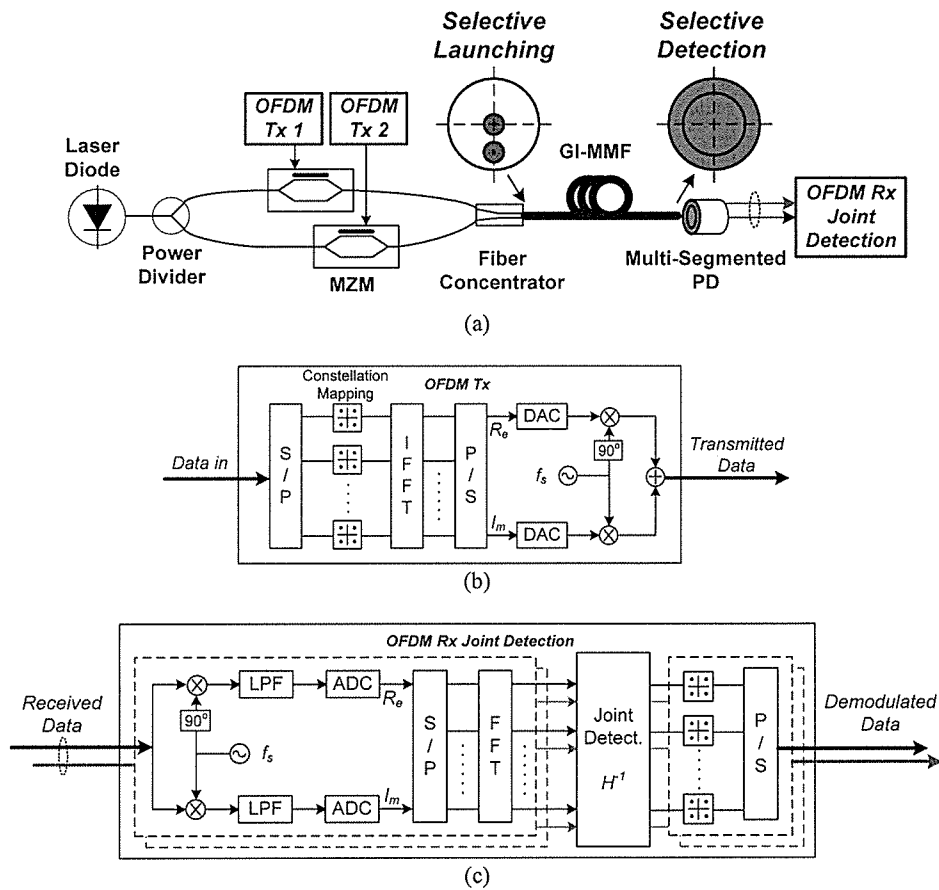 Selective
Launching
Selective
Detection
OFDM
Tx 1
OFDM
Tx 2
Laser
Diode
GI-MMF
OFDM Rx
Joint
Detection
Power
Divider
MZM
Fiber
Concentrator
Multi-Segmented
PD
(a)
Constellation
Mapping
OFDM Tx
Data in
S/P
IFFT
P/S
Re
DAC
90°
fs
Im
DAC
Transmitted
Data
(b)
OFDM Rx Joint Detection
Received
Data
90°
fs
LPF
ADC
Re
LPF
ADC
Im
S/P
FFT
Joint
Detect.
H-1
P/S
Demodulated
Data
(c)